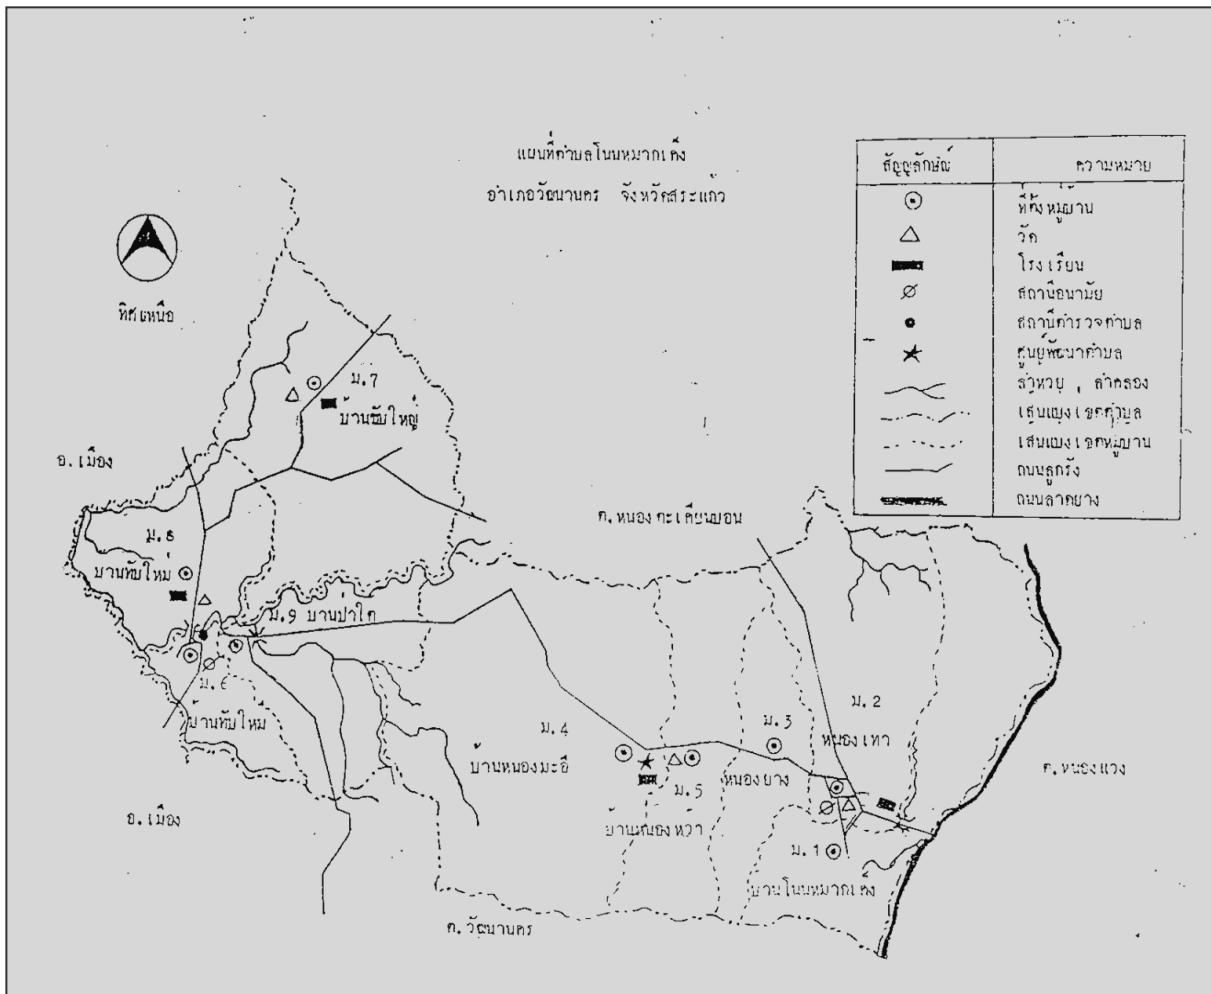 แผนที่ตำบลโนนหมากเค็ง
อำเภอวัฒนานคร จังหวัดสระแก้ว
ทิศเหนือ
สัญญลักษณ์ ความหมาย
ที่ตั้งหมู่บ้าน
วัด
โรงเรียน
สถานีอนามัย
สถานีตำรวจตำบล
ศูนย์พัฒนาตำบล
ลำห้วย , ลำคลอง
เส้นแบ่งเขตตำบล
เส้นแบ่งเขตหมู่บ้าน
ถนนลูกรัง
ถนนลาดยาง
ม.7
บ้านซับใหญ่
อ.เมือง
ต.หนองตะเคียนบอน
ม.8
บ้านทับใหม่
ม.9 บ้านป่าใต
ม.6
บ้านทับใหม่
ม.4
บ้านหนองมะอึ
ม.3
หนองยาง
ม.2
หนองเทา
ต.หนองแวง
ม.5
บ้านหนองหว้า
ม.1
บ้านโนนหมากเค็ง
อ.เมือง
ต.วัฒนานคร